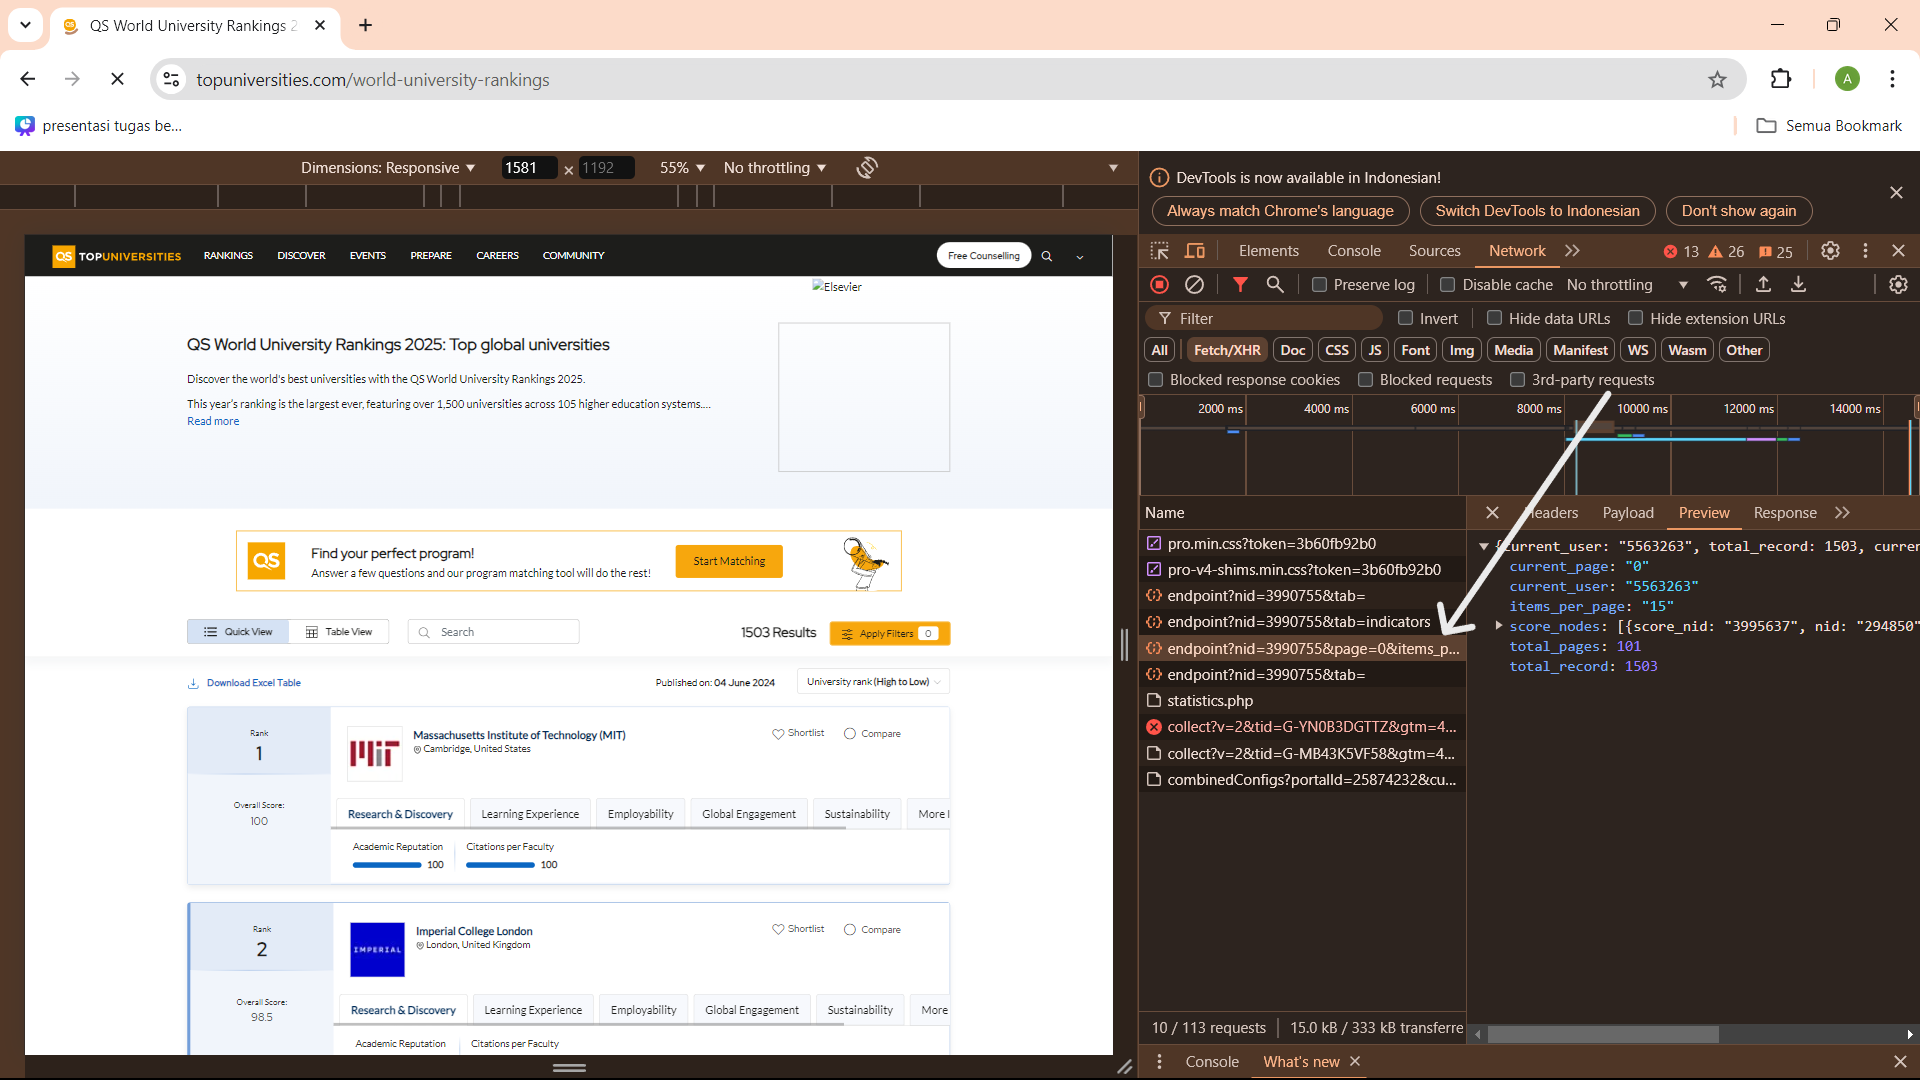 QS World University Rankings 2
topuniversities.com/world-university-rankings
A
presentasi tugas be...
Semua Bookmark
Dimensions: Responsive
1581 × 1192
55%
No throttling
QS TOPUNIVERSITIES
RANKINGS
DISCOVER
EVENTS
PREPARE
CAREERS
COMMUNITY
Free Counselling
Elsevier
QS World University Rankings 2025: Top global universities
Discover the world's best universities with the QS World University Rankings 2025.
This year's ranking is the largest ever, featuring over 1,500 universities across 105 higher education systems....
Read more
QS
Find your perfect program!
Answer a few questions and our program matching tool will do the rest!
Start Matching
Quick View
Table View
Search
1503 Results
Apply Filters 0
Download Excel Table
Published on: 04 June 2024
University rank (High to Low)
Rank
1
Overall Score:
100
MIT
Massachusetts Institute of Technology (MIT)
Cambridge, United States
Shortlist
Compare
Research & Discovery
Learning Experience
Employability
Global Engagement
Sustainability
More I
Academic Reputation
100
Citations per Faculty
100
Rank
2
Overall Score:
98.5
IMPERIAL
Imperial College London
London, United Kingdom
Shortlist
Compare
Research & Discovery
Learning Experience
Employability
Global Engagement
Sustainability
More
Academic Reputation
Citations per Faculty
DevTools is now available in Indonesian!
Always match Chrome's language
Switch DevTools to Indonesian
Don't show again
Elements
Console
Sources
Network
13
26
25
Preserve log
Disable cache
No throttling
Filter
Invert
Hide data URLs
Hide extension URLs
All
Fetch/XHR
Doc
CSS
JS
Font
Img
Media
Manifest
WS
Wasm
Other
Blocked response cookies
Blocked requests
3rd-party requests
2000 ms
4000 ms
6000 ms
8000 ms
10000 ms
12000 ms
14000 ms
Name
pro.min.css?token=3b60fb92b0
pro-v4-shims.min.css?token=3b60fb92b0
endpoint?nid=3990755&tab=
endpoint?nid=3990755&tab=indicators
endpoint?nid=3990755&page=0&items_p...
endpoint?nid=3990755&tab=
statistics.php
collect?v=2&tid=G-YN0B3DGTTZ&gtm=4...
collect?v=2&tid=G-MB43K5VF58&gtm=4...
combinedConfigs?portalId=25874232&cu...
eaders
Payload
Preview
Response
{current_user: "5563263", total_record: 1503, curren
current_page: "0"
current_user: "5563263"
items_per_page: "15"
score_nodes: [{score_nid: "3995637", nid: "294850"
total_pages: 101
total_record: 1503
10 / 113 requests
15.0 kB / 333 kB transferre
Console
What's new